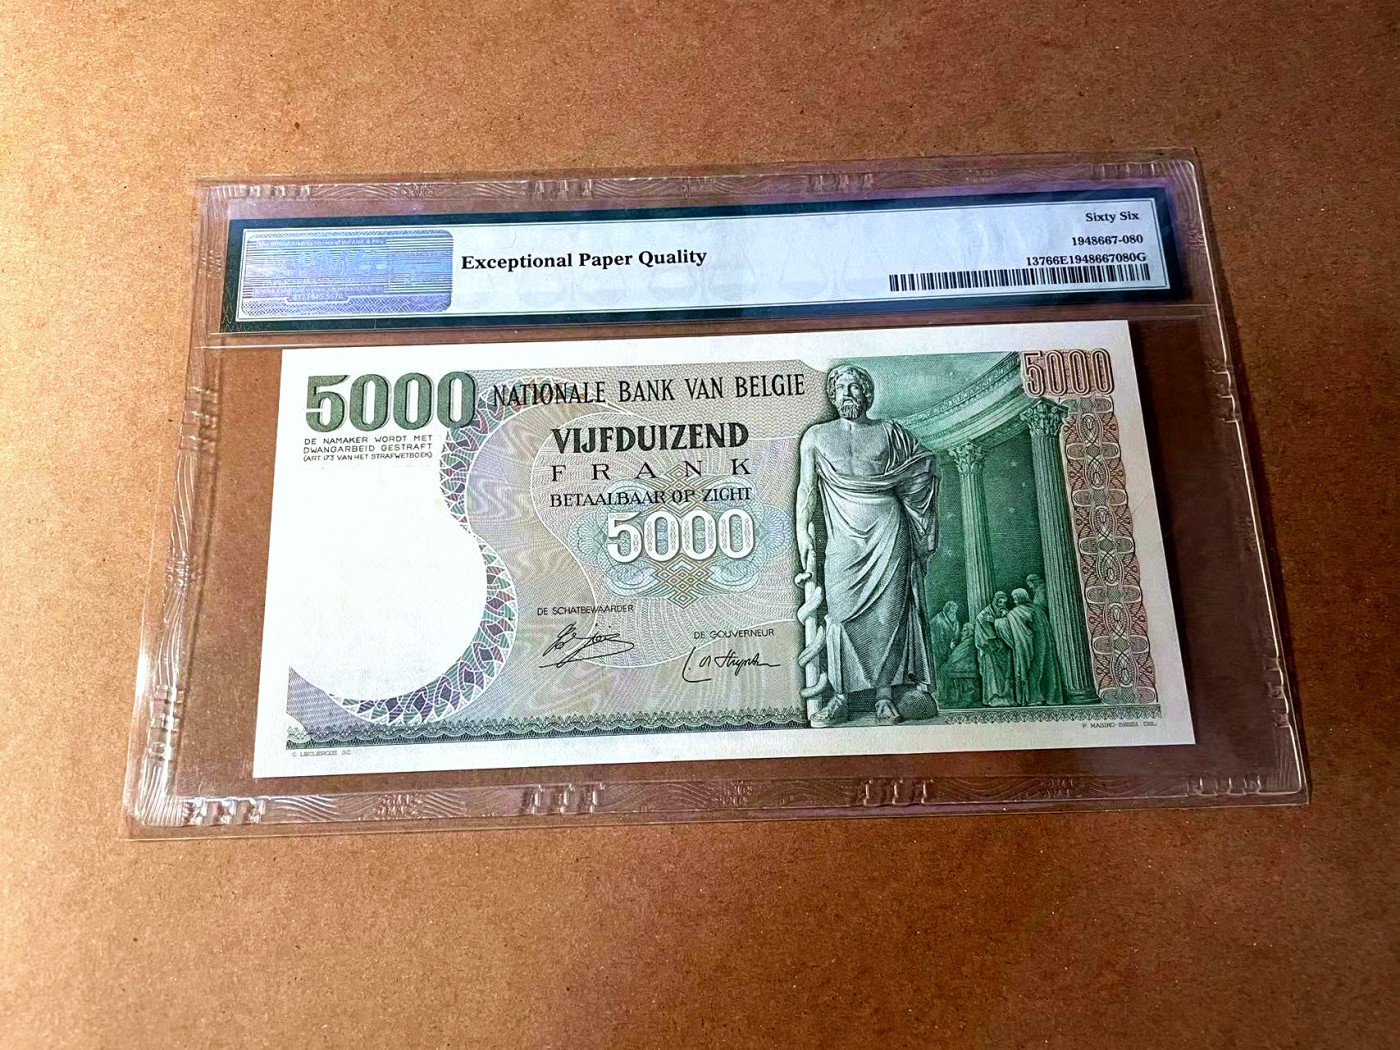 Exceptional Paper Quality
Sixty Six
1948667-080
13766E1948667080G
5000
NATIONALE BANK VAN BELGIE
5000
DE NAMAKER WORDT MET
DWANGARBEID GESTRAFT
(ART 173 VAN HET STRAFWETBOEK)
VIJFDUIZEND
FRANK
BETAALBAAR OP ZICHT
5000
DE SCHATBEWAARDER
DE GOUVERNEUR